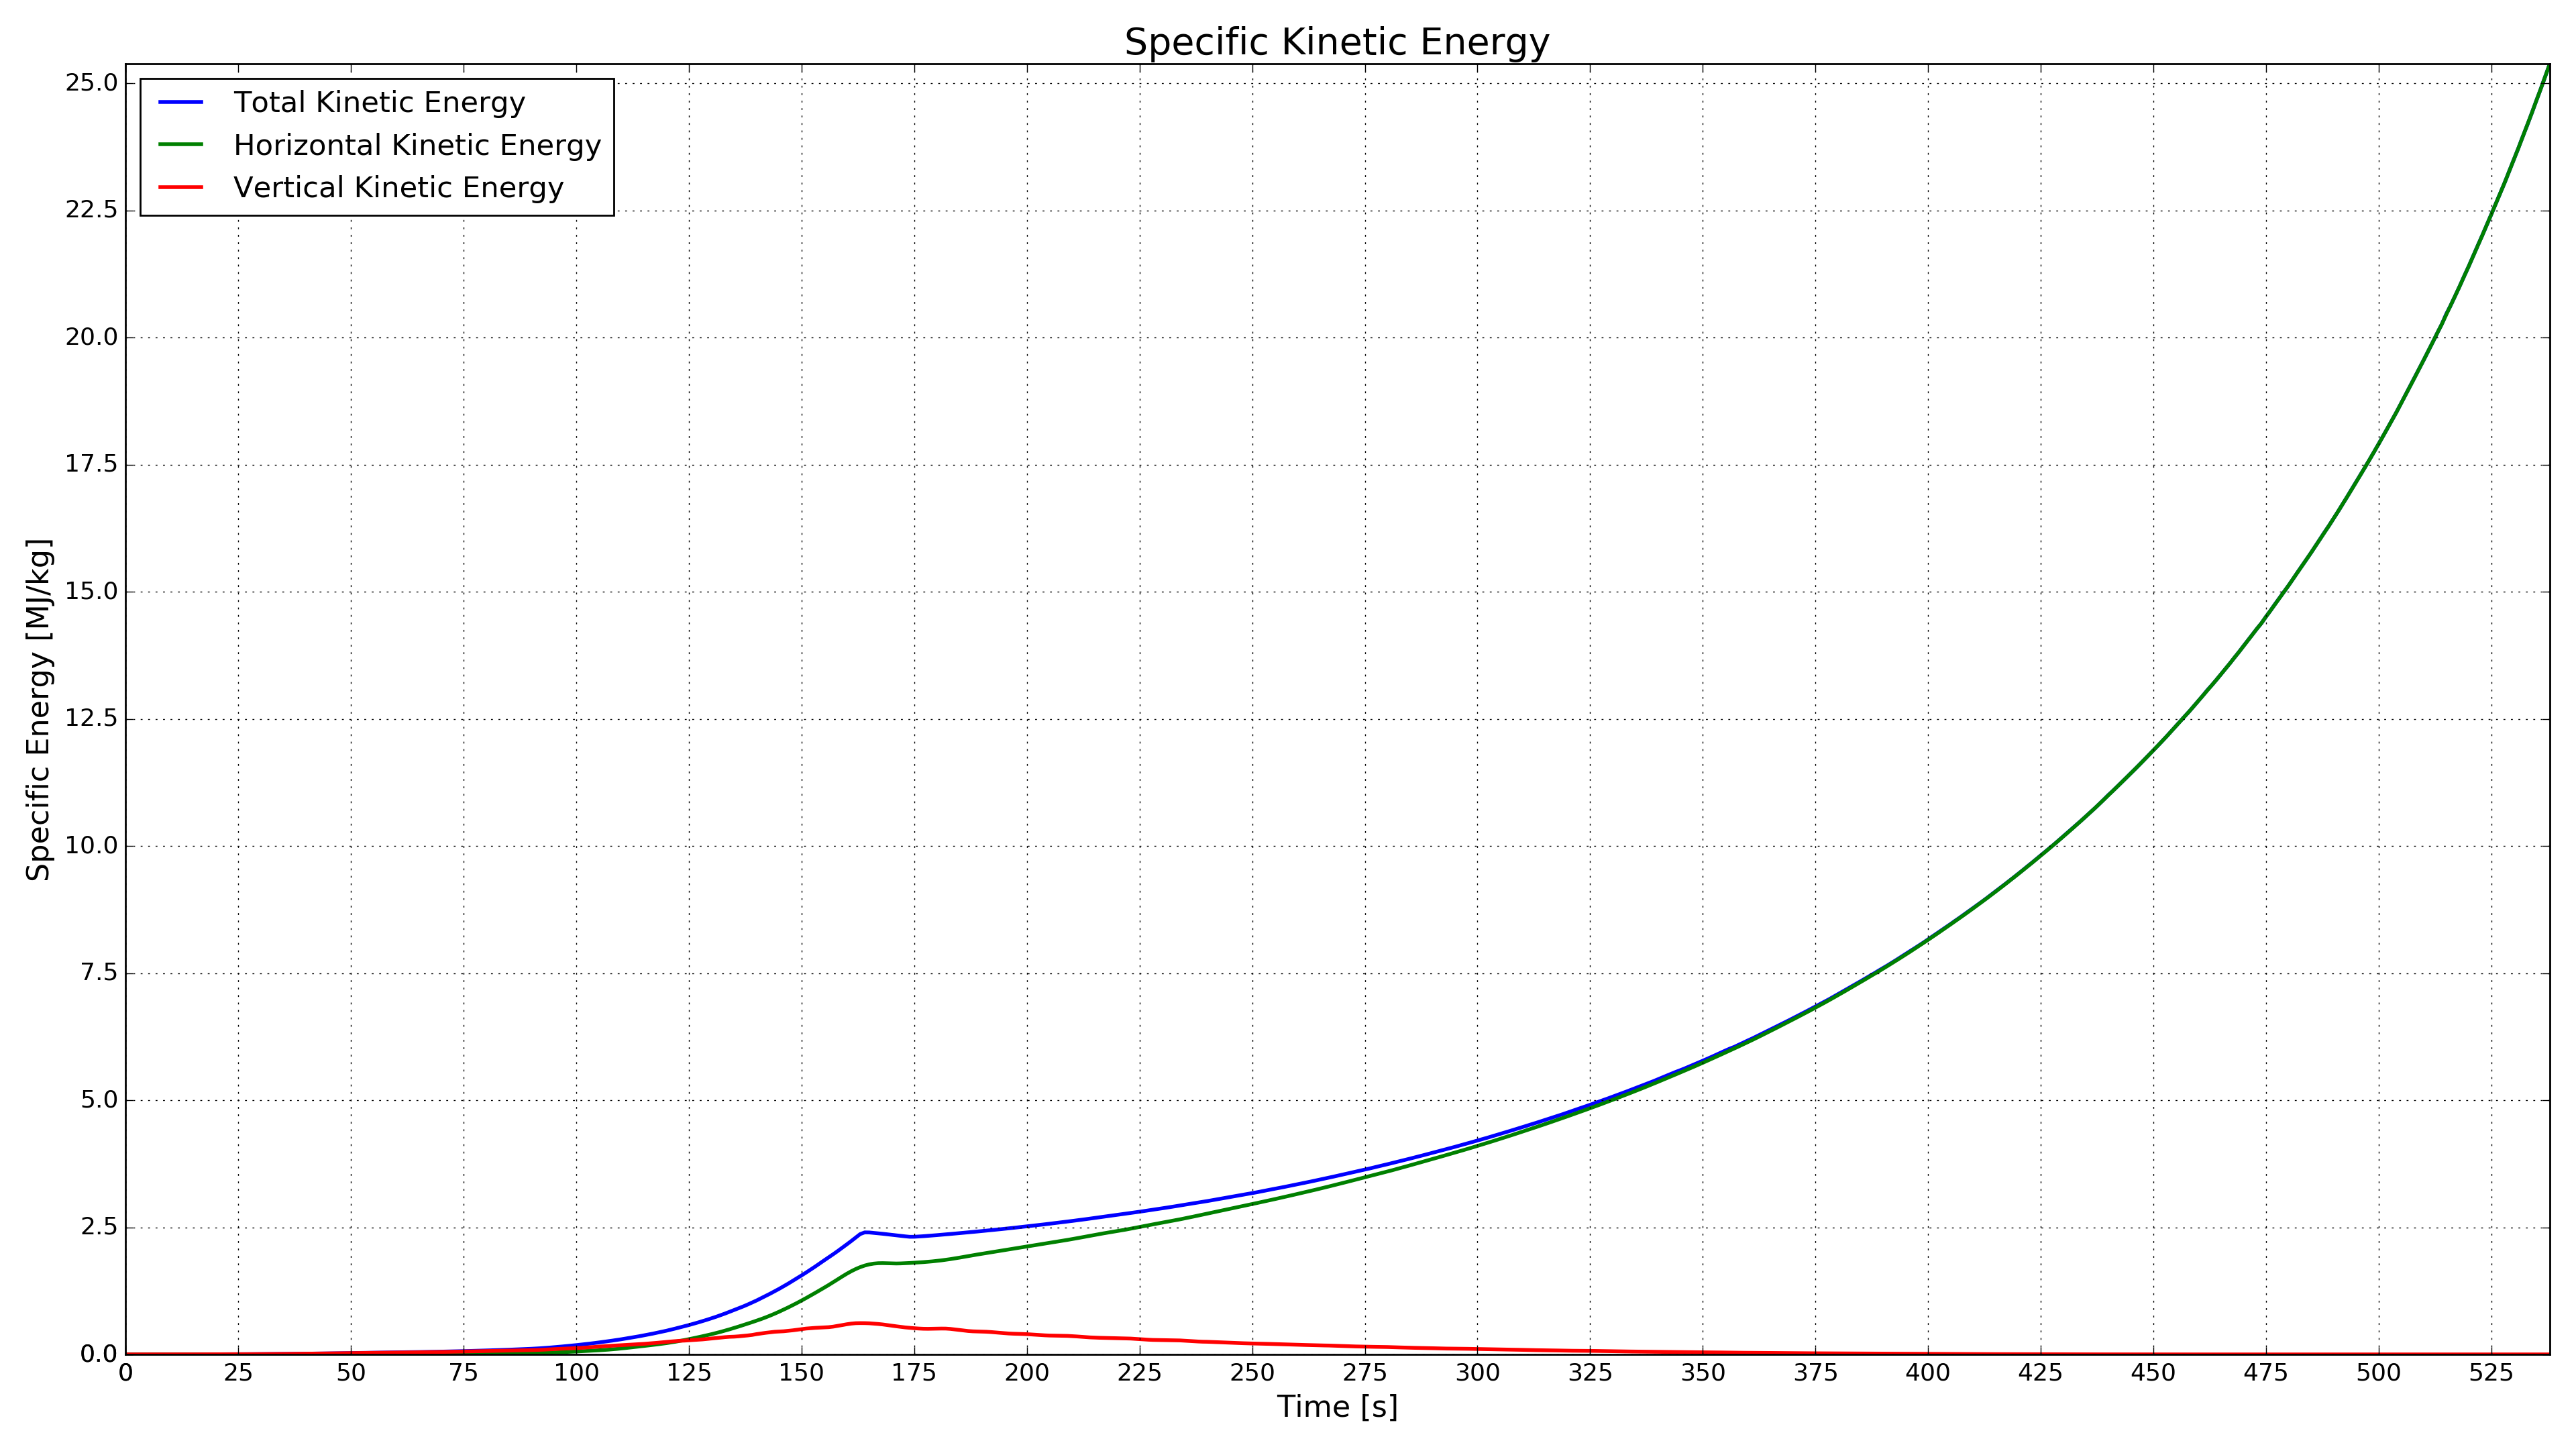 Specific Kinetic Energy
Total Kinetic Energy
Horizontal Kinetic Energy
Vertical Kinetic Energy
25.0
22.5
20.0
17.5
15.0
12.5
10.0
7.5
5.0
2.5
0.0
Specific Energy [MJ/kg]
0 25 50 75 100 125 150 175 200 225 250 275 300 325 350 375 400 425 450 475 500 525
Time [s]